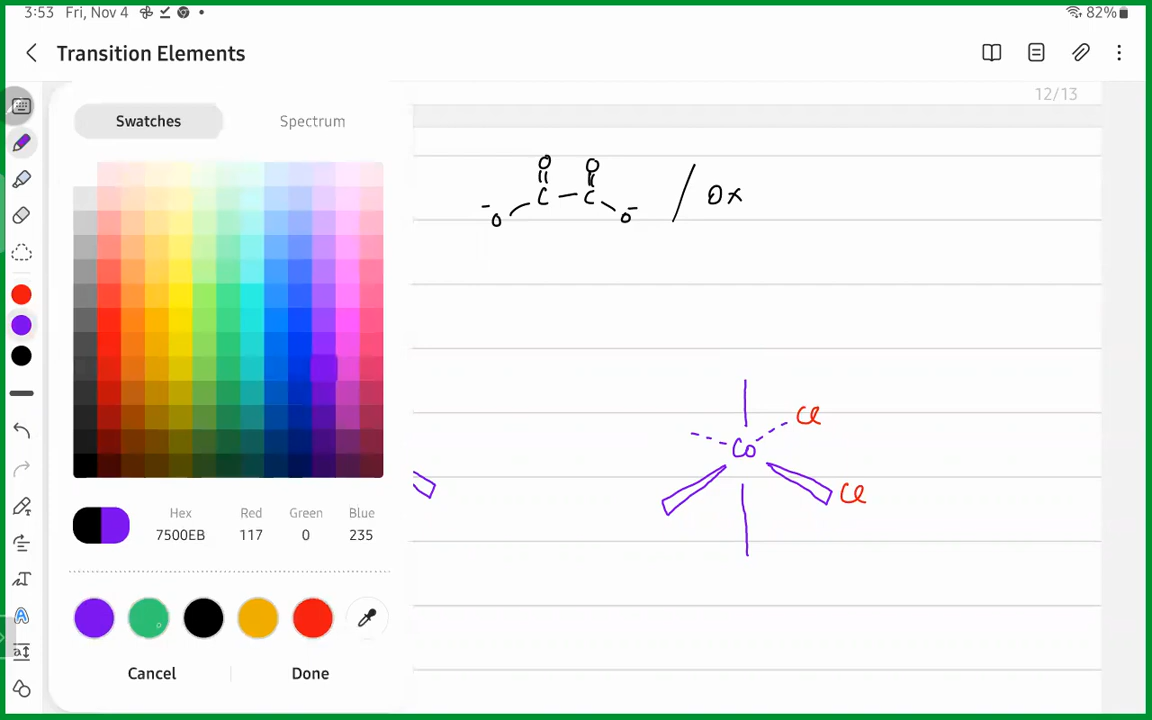 3:53 Fri, Nov 4 82%
Transition Elements
12/13
Swatches Spectrum
O O
-O C C O- / ox
Cl
Co
Cl
Hex Red Green Blue
7500EB 117 0 235
Cancel Done